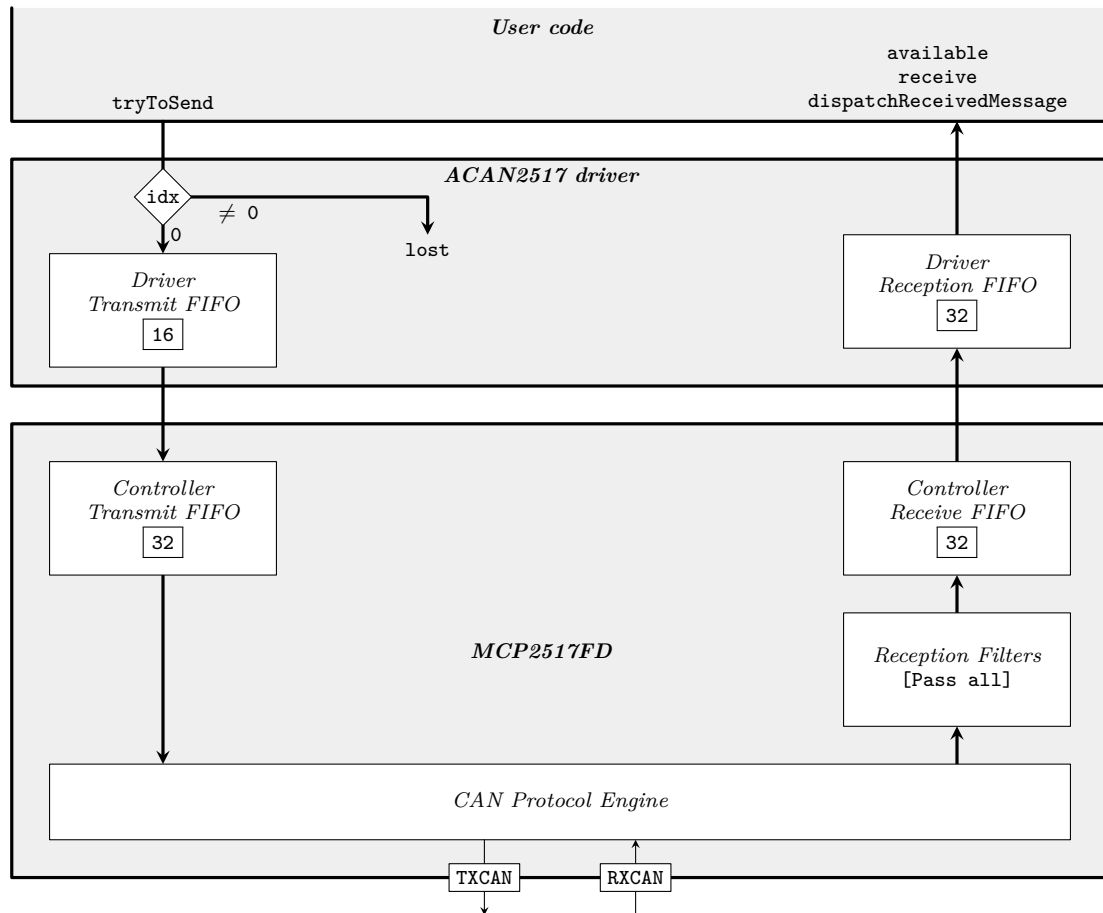 User code
available
receive
dispatchReceivedMessage
tryToSend
ACAN2517 driver
idx
≠ 0
0
lost
Driver
Transmit FIFO
16
Driver
Reception FIFO
32
Controller
Transmit FIFO
32
Controller
Receive FIFO
32
MCP2517FD
Reception Filters
[Pass all]
CAN Protocol Engine
TXCAN
RXCAN